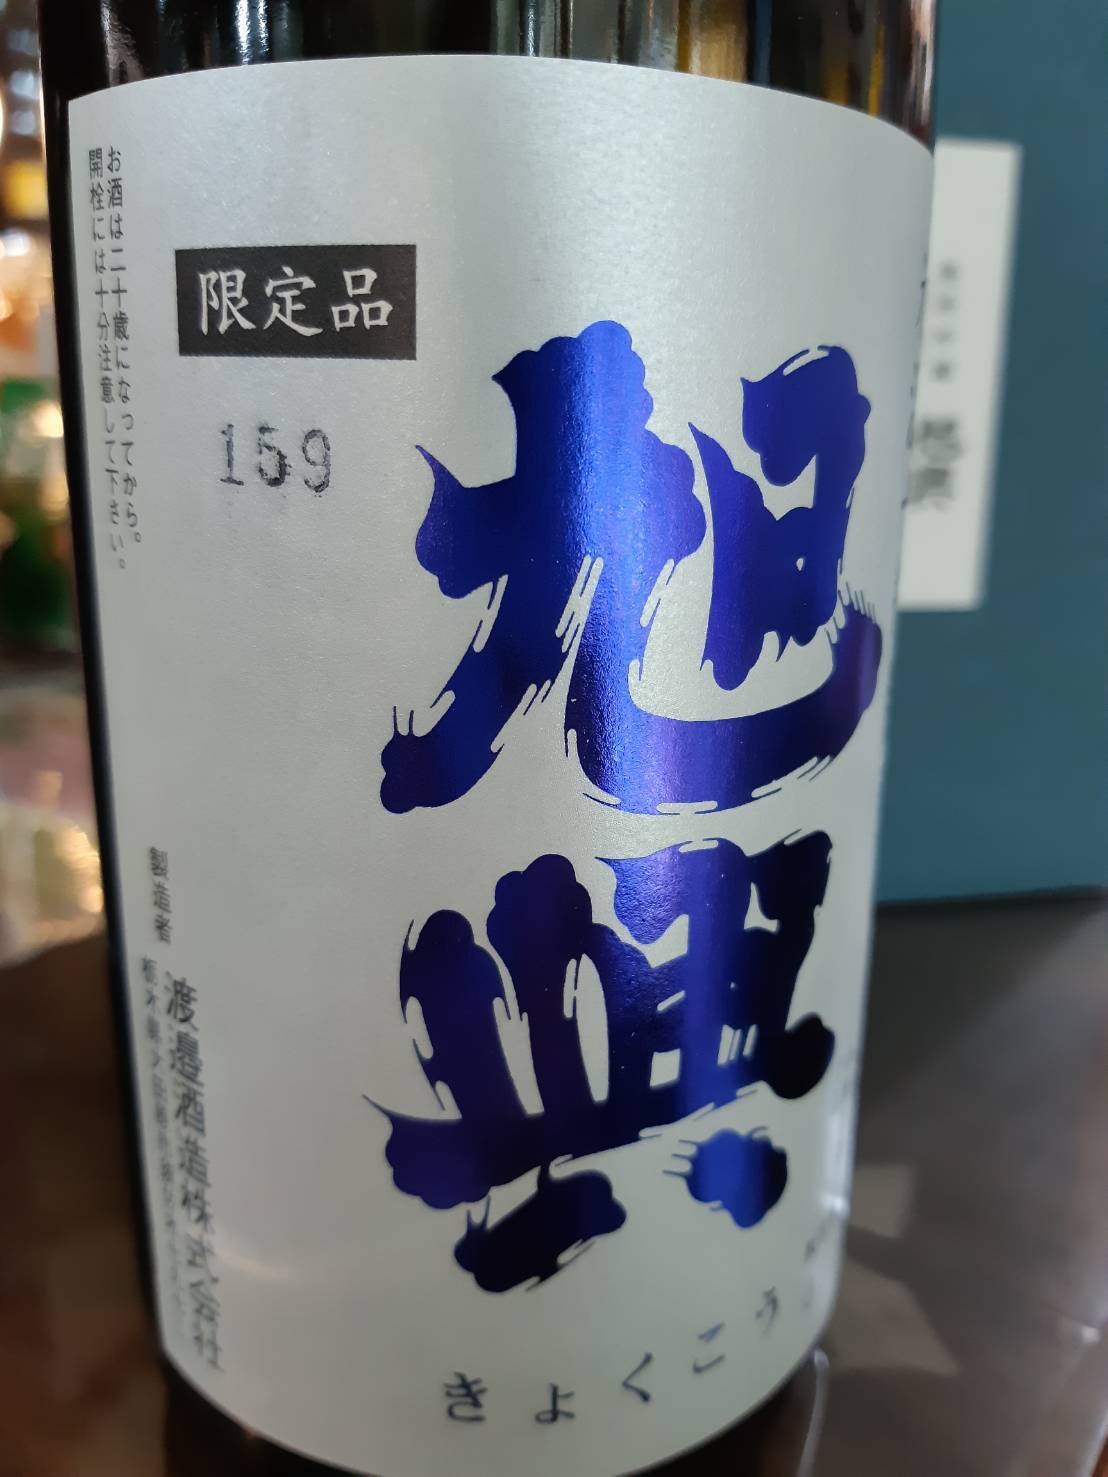 お酒は二十歳になってから。
開栓には十分注意して下さい。
限定品
159
旭興
きょくこう
製造者
渡邉酒造株式会社